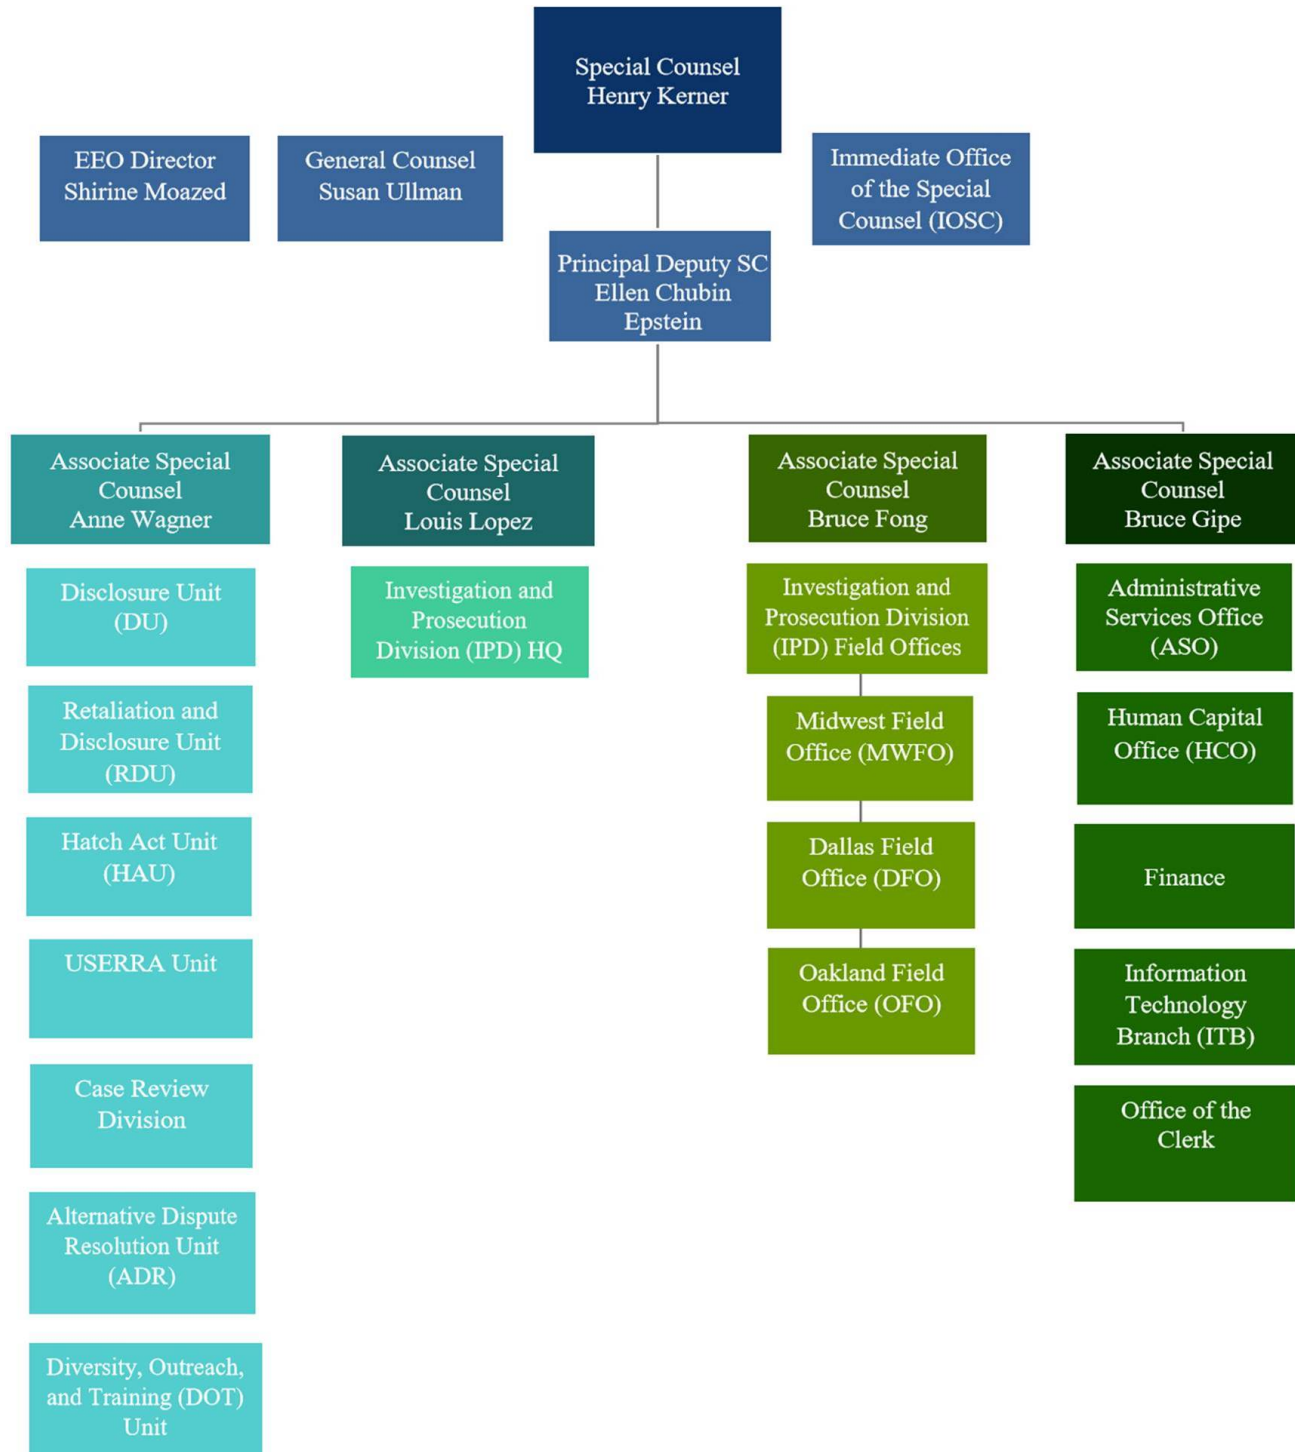 Special Counsel
Henry Kerner
EEO Director
Shirine Moazed
General Counsel
Susan Ullman
Immediate Office
of the Special
Counsel (IOSC)
Principal Deputy SC
Ellen Chubin
Epstein
Associate Special
Counsel
Anne Wagner
Disclosure Unit
(DU)
Retaliation and
Disclosure Unit
(RDU)
Hatch Act Unit
(HAU)
USERRA Unit
Case Review
Division
Alternative Dispute
Resolution Unit
(ADR)
Diversity, Outreach,
and Training (DOT)
Unit
Associate Special
Counsel
Louis Lopez
Investigation and
Prosecution
Division (IPD) HQ
Associate Special
Counsel
Bruce Fong
Investigation and
Prosecution Division
(IPD) Field Offices
Midwest Field
Office (MWFO)
Dallas Field
Office (DFO)
Oakland Field
Office (OFO)
Associate Special
Counsel
Bruce Gipe
Administrative
Services Office
(ASO)
Human Capital
Office (HCO)
Finance
Information
Technology
Branch (ITB)
Office of the
Clerk